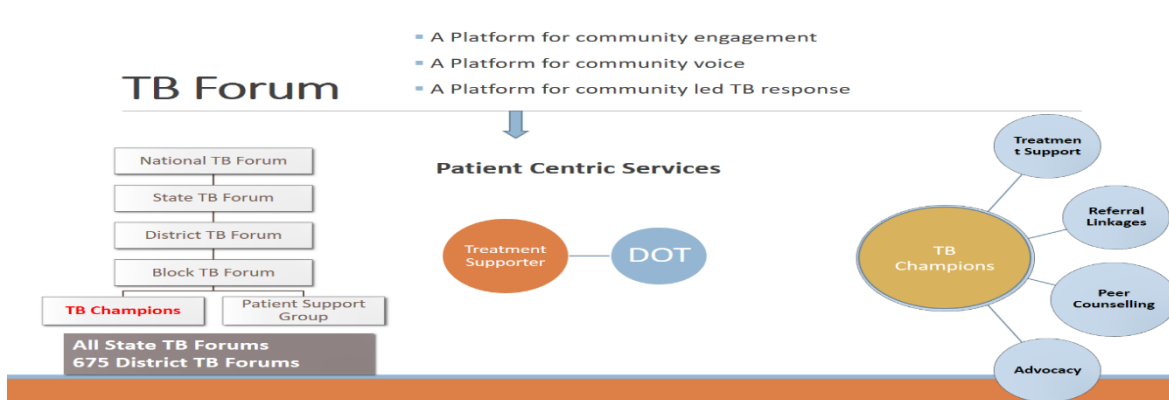 TB Forum
A Platform for community engagement
A Platform for community voice
A Platform for community led TB response
National TB Forum
State TB Forum
District TB Forum
Block TB Forum
TB Champions
Patient Support
Group
All State TB Forums
675 District TB Forums
Patient Centric Services
Treatment
Supporter
DOT
TB
Champions
Treatmen
t Support
Referral
Linkages
Peer
Counselling
Advocacy